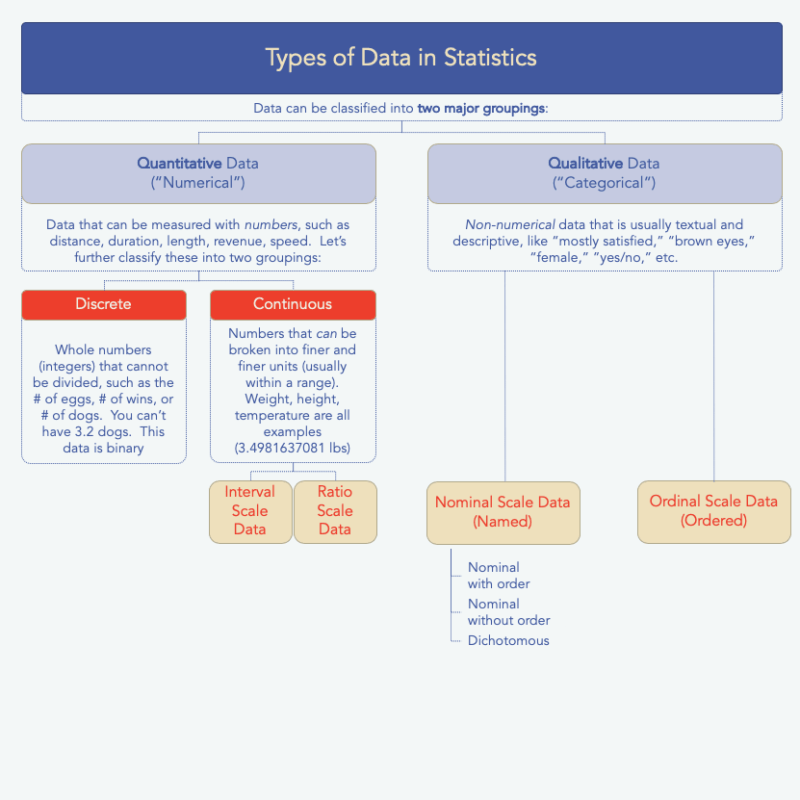 Types of Data in Statistics
Data can be classified into two major groupings:
Quantitative Data
(“Numerical”)
Data that can be measured with numbers, such as
distance, duration, length, revenue, speed.  Let’s
further classify these into two groupings:
Qualitative Data
(“Categorical”)
Non-numerical data that is usually textual and
descriptive, like “mostly satisfied,” “brown eyes,”
“female,” “yes/no,” etc.
Discrete
Whole numbers
(integers) that cannot
be divided, such as the
# of eggs, # of wins, or
# of dogs.  You can’t
have 3.2 dogs.  This
data is binary
Continuous
Numbers that can be
broken into finer and
finer units (usually
within a range).
Weight, height,
temperature are all
examples
(3.4981637081 lbs)
Interval
Scale
Data
Ratio
Scale
Data
Nominal Scale Data
(Named)
Nominal
with order
Nominal
without order
Dichotomous
Ordinal Scale Data
(Ordered)